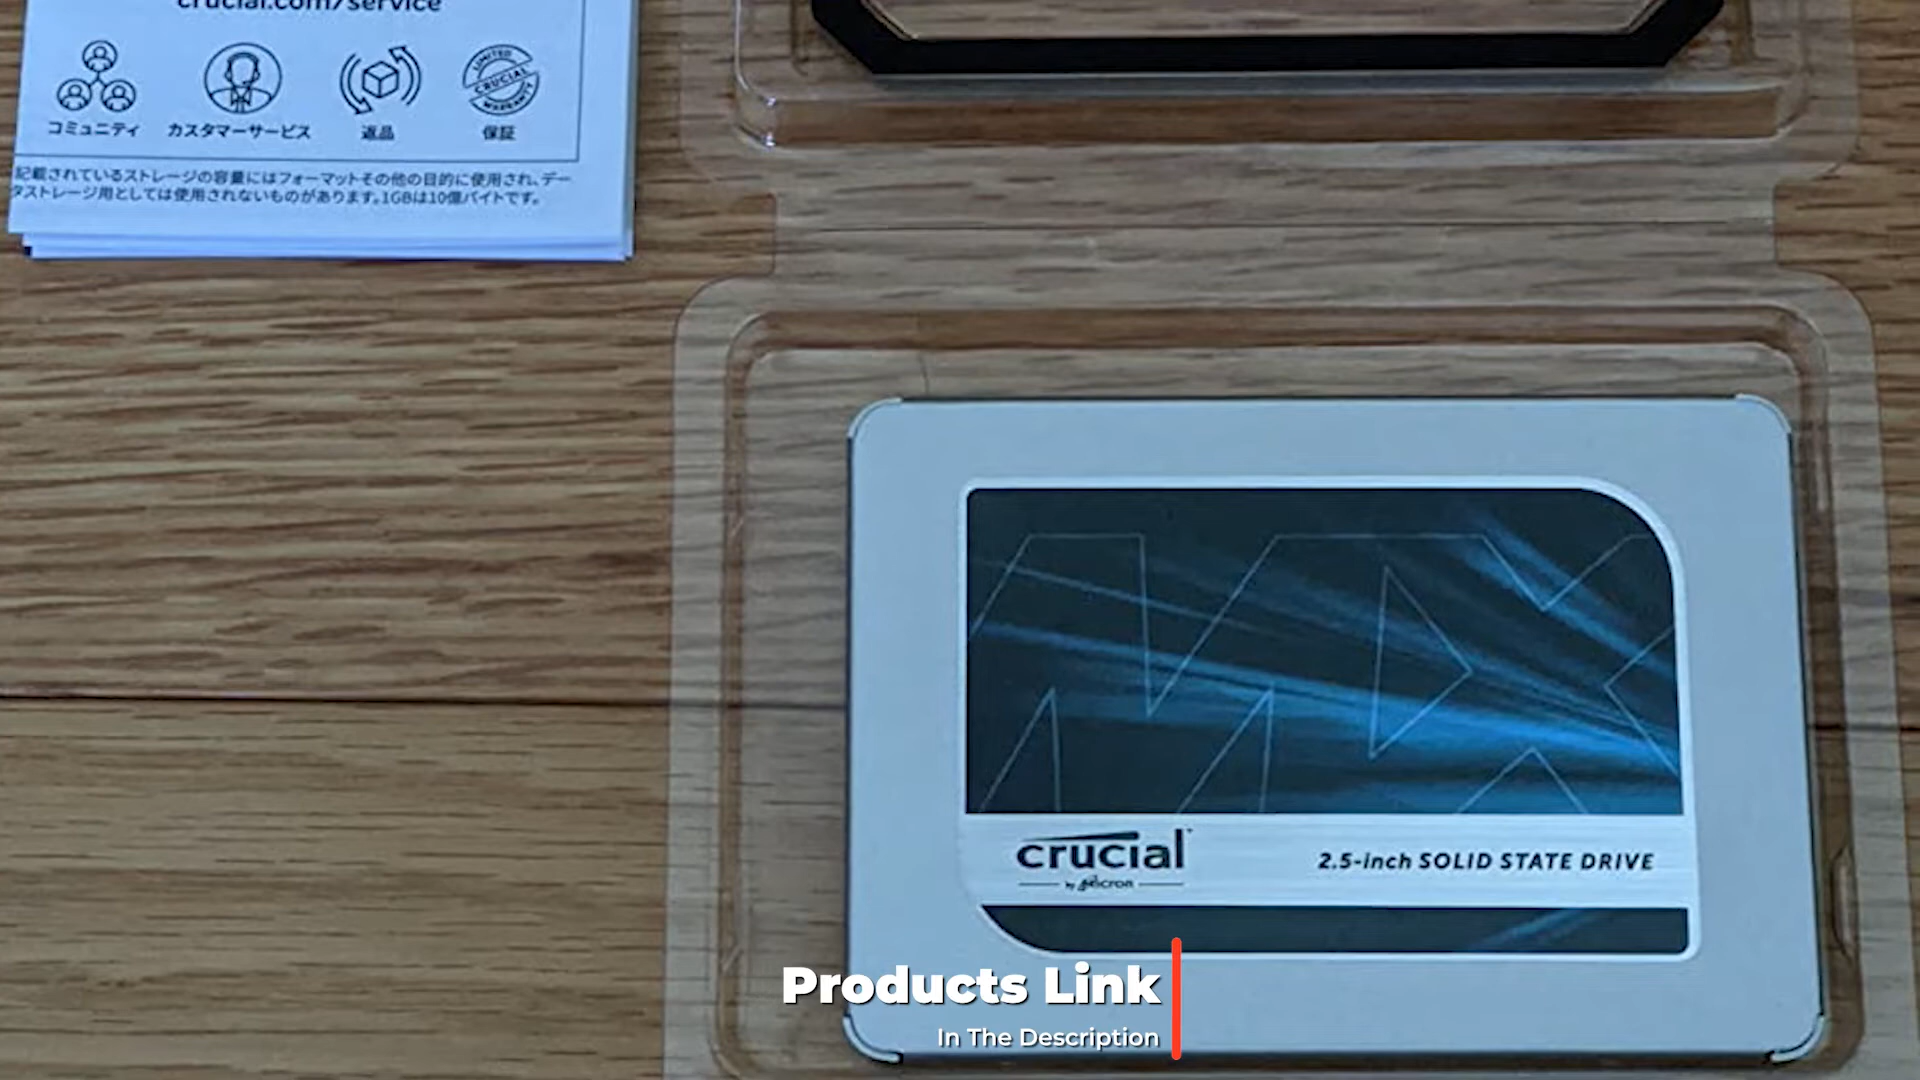 crucial.com/service
LIMITED
CRUCIAL
WARRANTY
コミュニティ カスタマーサービス 返品 保証
記載されているストレージの容量にはフォーマットその他の目的に使用され、デー
タストレージ用としては使用されないものがあります。1GBは10億バイトです。
crucial
by Micron
2.5-inch SOLID STATE DRIVE
Products Link
In The Description